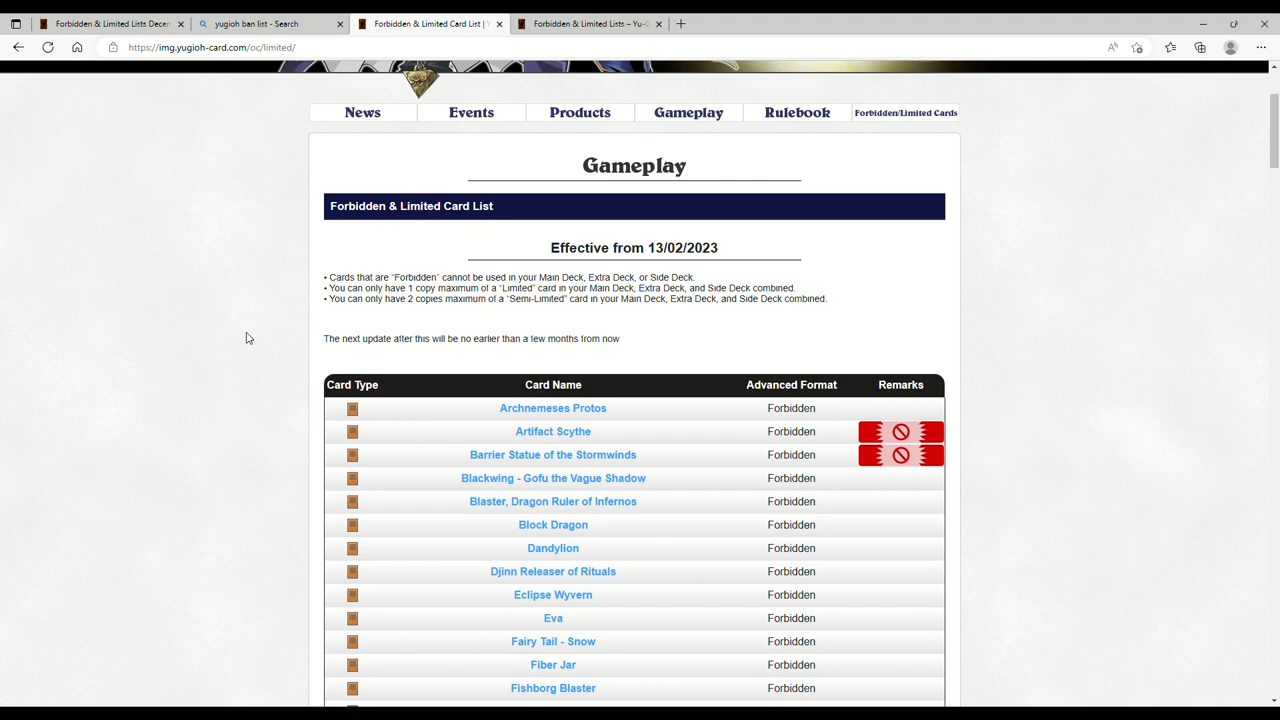 Forbidden & Limited Lists Decem
yugioh ban list - Search
Forbidden & Limited Card List | Y
Forbidden & Limited Lists – Yu-G
https://img.yugioh-card.com/oc/limited/
News
Events
Products
Gameplay
Rulebook
Forbidden/Limited Cards
Gameplay
Forbidden & Limited Card List
Effective from 13/02/2023
• Cards that are “Forbidden” cannot be used in your Main Deck, Extra Deck, or Side Deck.
• You can only have 1 copy maximum of a “Limited” card in your Main Deck, Extra Deck, and Side Deck combined.
• You can only have 2 copies maximum of a “Semi-Limited” card in your Main Deck, Extra Deck, and Side Deck combined.
The next update after this will be no earlier than a few months from now
Card Type Card Name Advanced Format Remarks
Archnemeses Protos Forbidden
Artifact Scythe Forbidden
Barrier Statue of the Stormwinds Forbidden
Blackwing - Gofu the Vague Shadow Forbidden
Blaster, Dragon Ruler of Infernos Forbidden
Block Dragon Forbidden
Dandylion Forbidden
Djinn Releaser of Rituals Forbidden
Eclipse Wyvern Forbidden
Eva Forbidden
Fairy Tail - Snow Forbidden
Fiber Jar Forbidden
Fishborg Blaster Forbidden